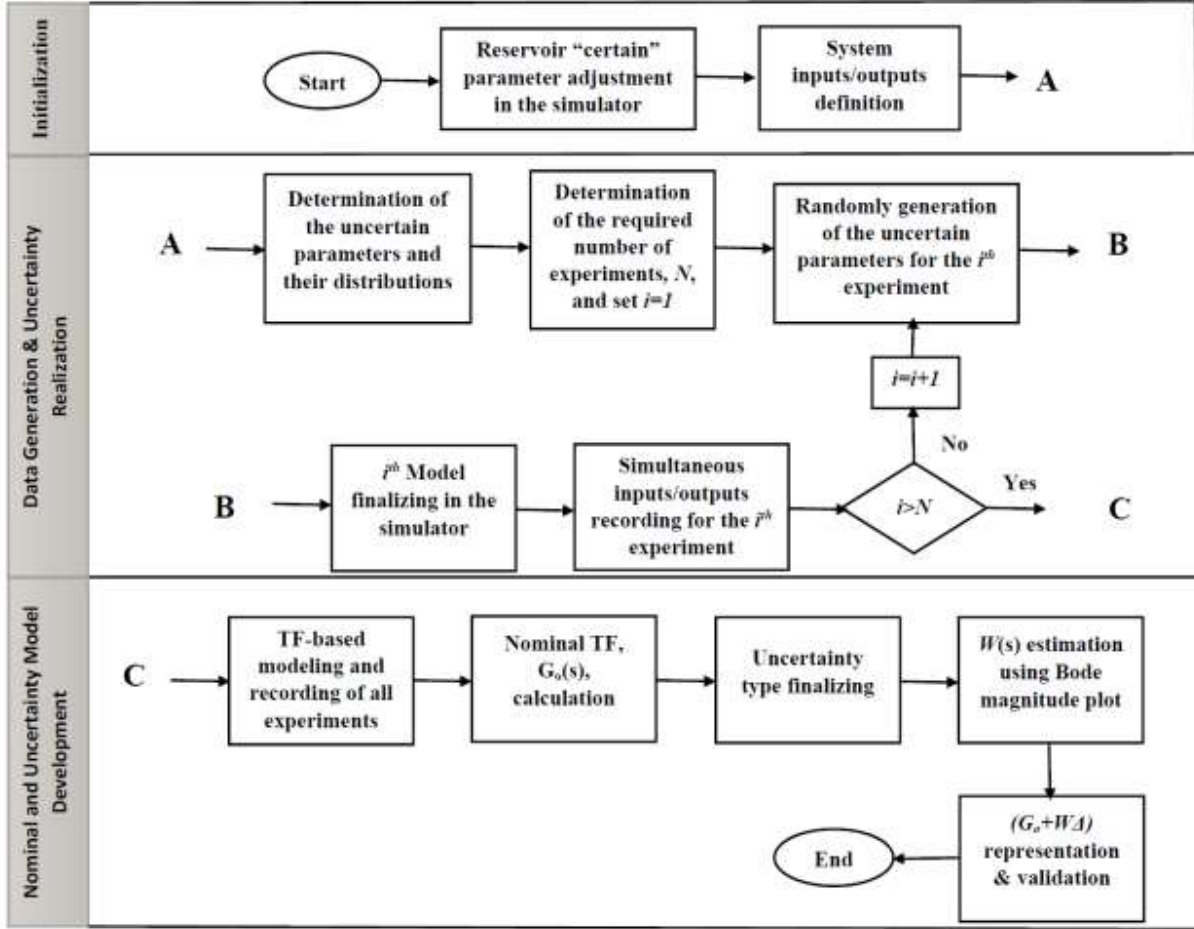 Initialization
Start
Reservoir “certain”
parameter adjustment
in the simulator
System
inputs/outputs
definition
A
Data Generation & Uncertainty
Realization
A
Determination of
the uncertain
parameters and
their distributions
Determination
of the required
number of
experiments, N,
and set i=1
Randomly generation
of the uncertain
parameters for the ith
experiment
B
i=i+1
No
B
ith Model
finalizing in the
simulator
Simultaneous
inputs/outputs
recording for the ith
experiment
i>N
Yes
C
Nominal and Uncertainty Model
Development
C
TF-based
modeling and
recording of all
experiments
Nominal TF,
Go(s),
calculation
Uncertainty
type finalizing
W(s) estimation
using Bode
magnitude plot
(Go+WΔ)
representation
& validation
End